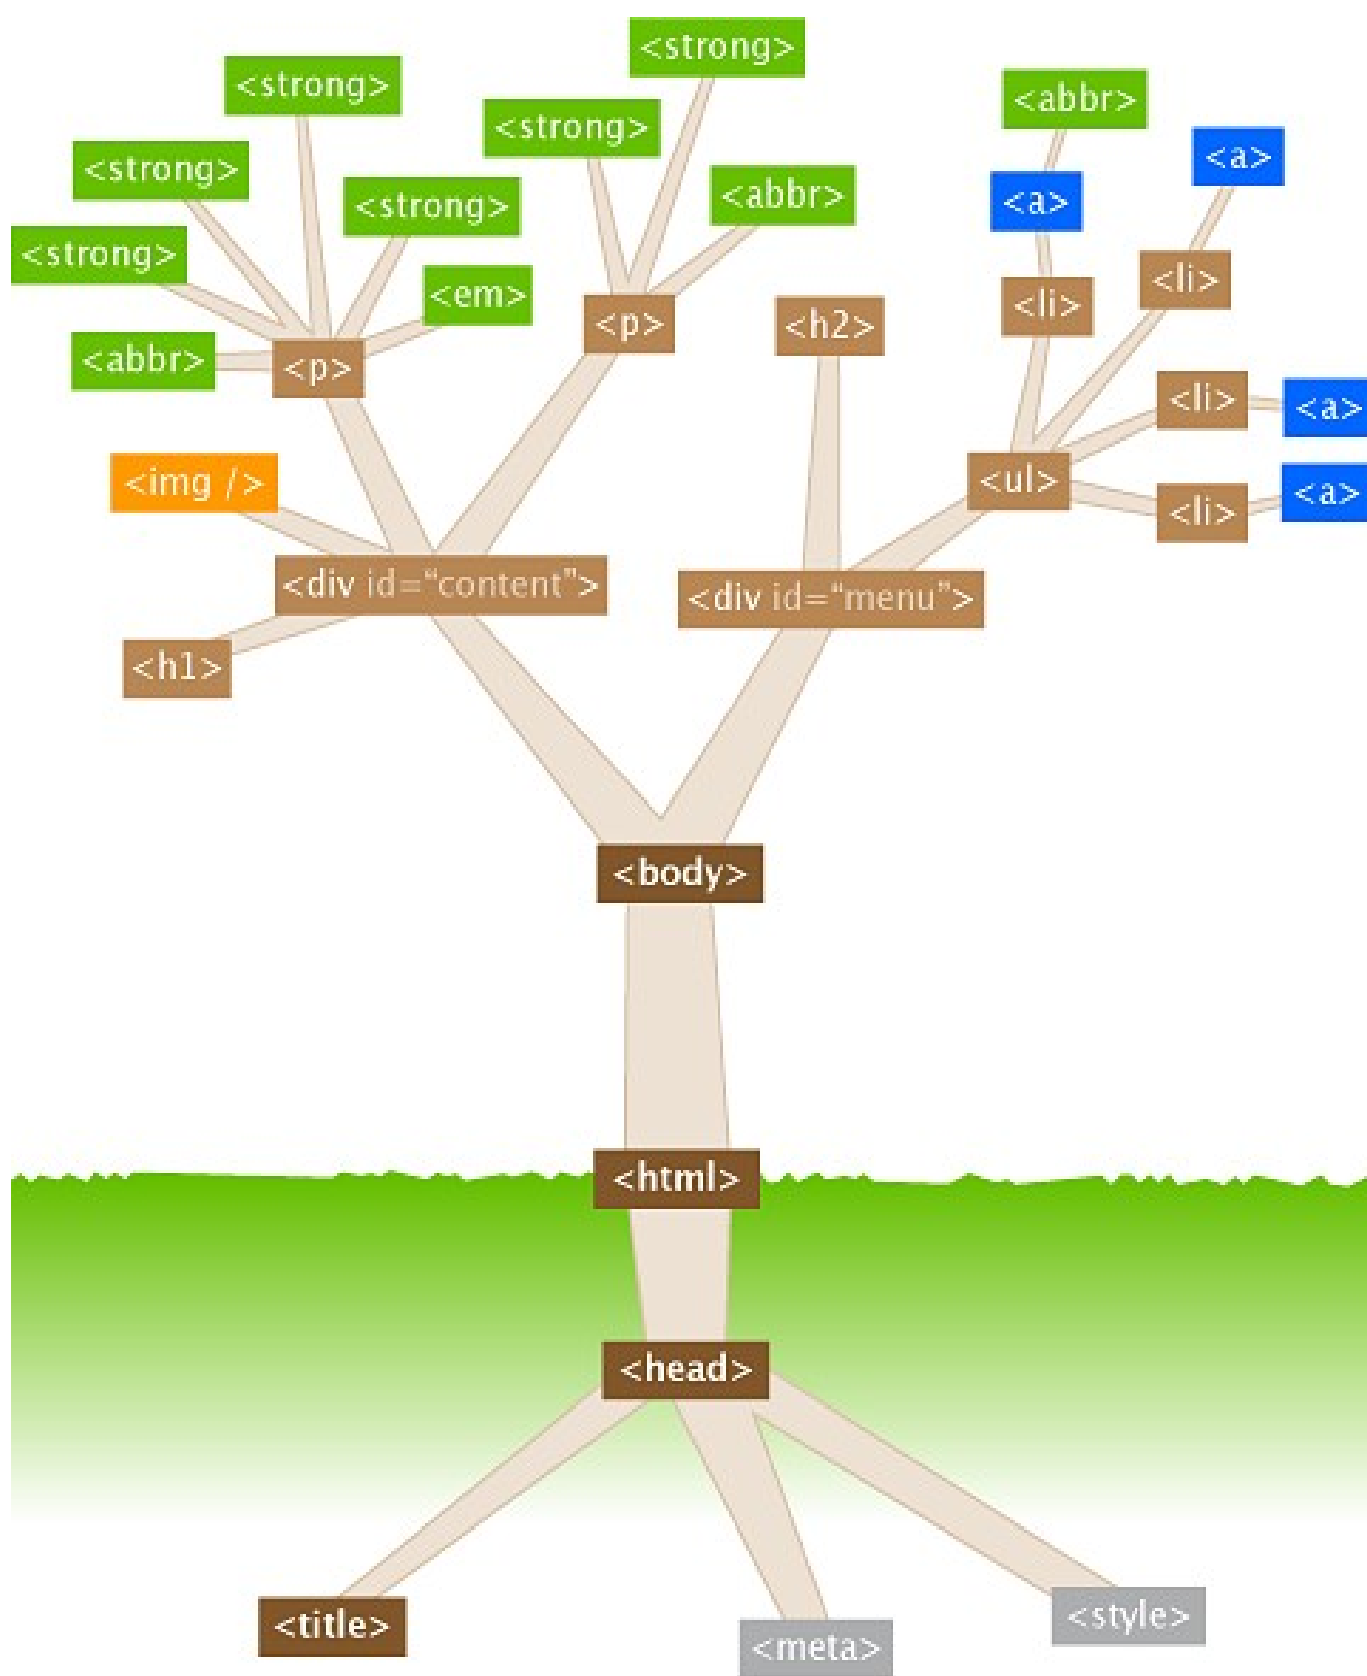 <strong>
<strong>
<abbr>
<strong>
<a>
<strong>
<strong>
<abbr>
<a>
<strong>
<strong>
<li>
<em>
<li>
<p>
<h2>
<abbr>
<p>
<li>
<a>
<img />
<ul>
<a>
<li>
<div id=“content”>
<div id=“menu”>
<h1>
<body>
<html>
<head>
<title>
<style>
<meta>